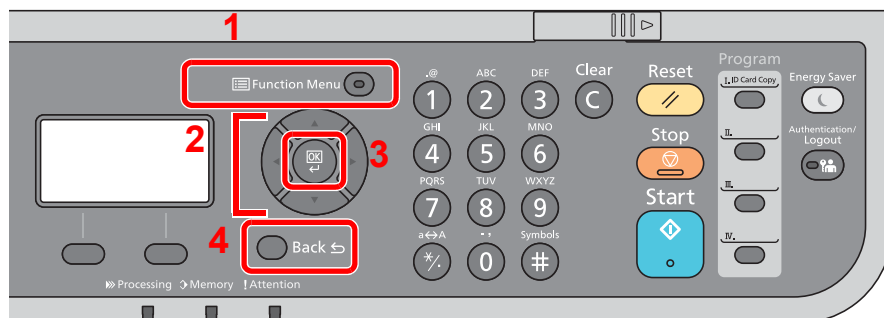 1
Function Menu
2
OK
3
4
Back
Processing
Memory
! Attention
.@
ABC
DEF
Clear
1
2
3
C
GHI
JKL
MNO
4
5
6
PQRS
TUV
WXYZ
7
8
9
a↔A
- ,
Symbols
*/.
0
#
Reset
Stop
Start
Program
I. ID Card Copy
II.
III.
IV.
Energy Saver
Authentication/
Logout